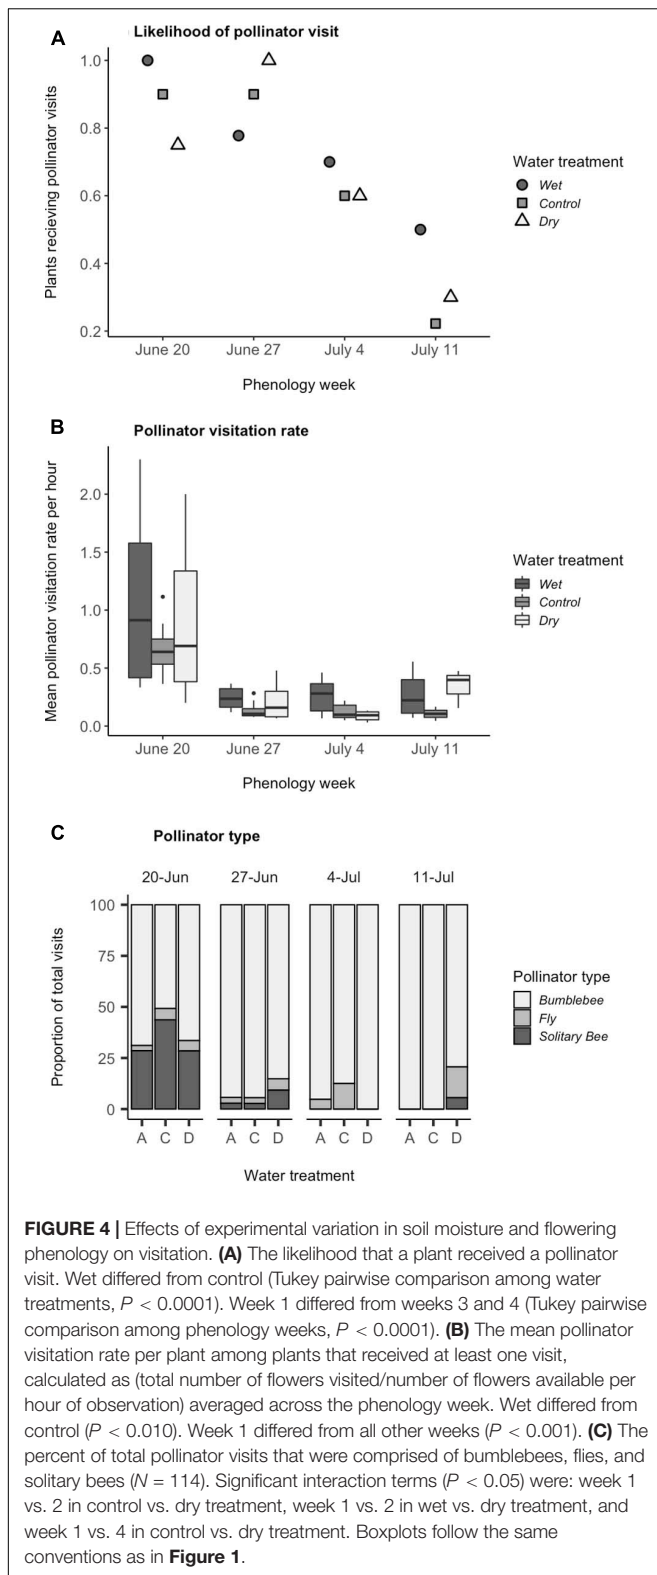 A
Likelihood of pollinator visit
Plants recieving pollinator visits
1.0
0.8
0.6
0.4
0.2
June 20 June 27 July 4 July 11
Phenology week
Water treatment
Wet
Control
Dry
B
Pollinator visitation rate
Mean pollinator visitation rate per hour
2.0
1.5
1.0
0.5
0.0
June 20 June 27 July 4 July 11
Phenology week
Water treatment
Wet
Control
Dry
C
Pollinator type
20-Jun 27-Jun 4-Jul 11-Jul
Proportion of total visits
100
75
50
25
0
A C D A C D A C D A C D
Water treatment
Pollinator type
Bumblebee
Fly
Solitary Bee
FIGURE 4 | Effects of experimental variation in soil moisture and flowering
phenology on visitation. (A) The likelihood that a plant received a pollinator
visit. Wet differed from control (Tukey pairwise comparison among water
treatments, P < 0.0001). Week 1 differed from weeks 3 and 4 (Tukey pairwise
comparison among phenology weeks, P < 0.0001). (B) The mean pollinator
visitation rate per plant among plants that received at least one visit,
calculated as (total number of flowers visited/number of flowers available per
hour of observation) averaged across the phenology week. Wet differed from
control (P < 0.010). Week 1 differed from all other weeks (P < 0.001). (C) The
percent of total pollinator visits that were comprised of bumblebees, flies, and
solitary bees (N = 114). Significant interaction terms (P < 0.05) were: week 1
vs. 2 in control vs. dry treatment, week 1 vs. 2 in wet vs. dry treatment, and
week 1 vs. 4 in control vs. dry treatment. Boxplots follow the same
conventions as in Figure 1.